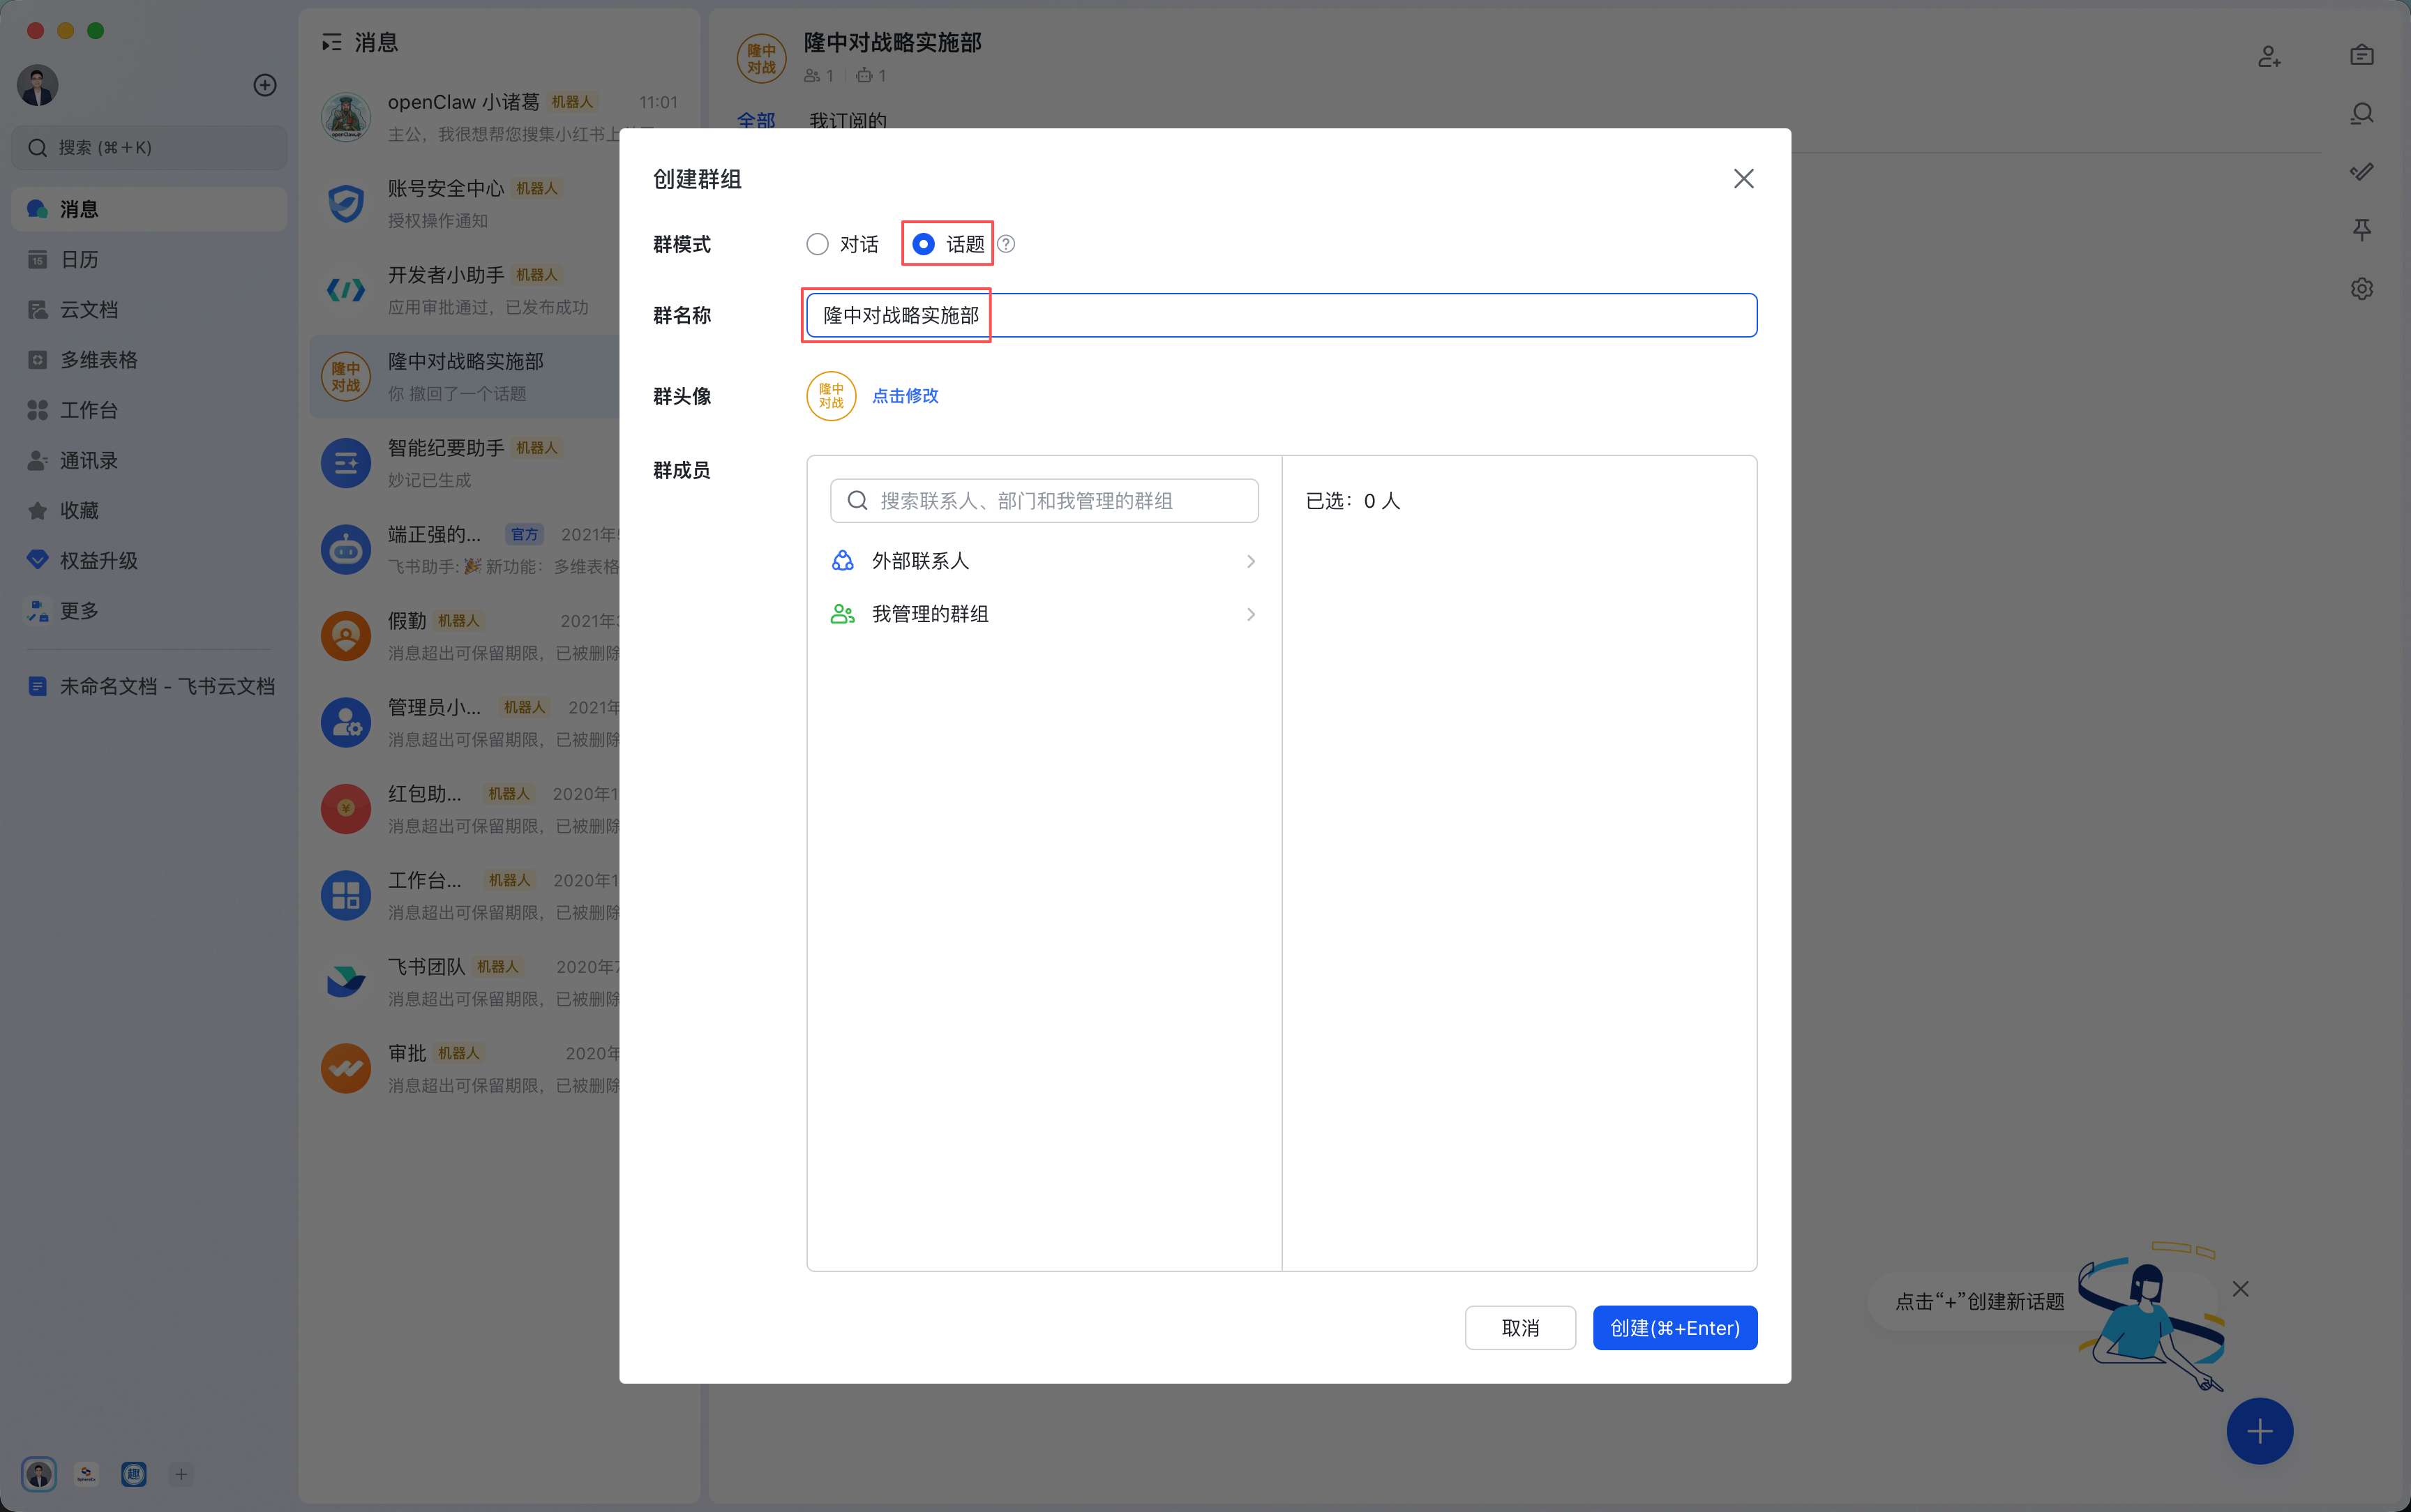 消息
搜索 (⌘+K)
消息
15
日历
云文档
多维表格
工作台
通讯录
收藏
权益升级
更多
未命名文档 - 飞书云文档
趣
openClaw 小诸葛 机器人 11:01
主公，我很想帮您搜集小红书上
账号安全中心 机器人
授权操作通知
开发者小助手 机器人
应用审批通过，已发布成功
隆中
对战
隆中对战略实施部
你 撤回了一个话题
智能纪要助手 机器人
妙记已生成
端正强的... 官方 2021年
飞书助手: 新功能：多维表格
假勤 机器人 2021年
消息超出可保留期限，已被删除
管理员小... 机器人 2021年
消息超出可保留期限，已被删除
红包助... 机器人 2020年1
消息超出可保留期限，已被删除
工作台... 机器人 2020年1
消息超出可保留期限，已被删除
飞书团队 机器人 2020年
消息超出可保留期限，已被删除
审批 机器人 2020年
消息超出可保留期限，已被删除
隆中
对战
隆中对战略实施部
1 1
全部 我订阅的
创建群组
群模式 对话 话题 ?
群名称 隆中对战略实施部
群头像 隆中
对战
点击修改
群成员
搜索联系人、部门和我管理的群组
外部联系人
我管理的群组
已选：0 人
取消 创建(⌘+Enter)
点击“+”创建新话题